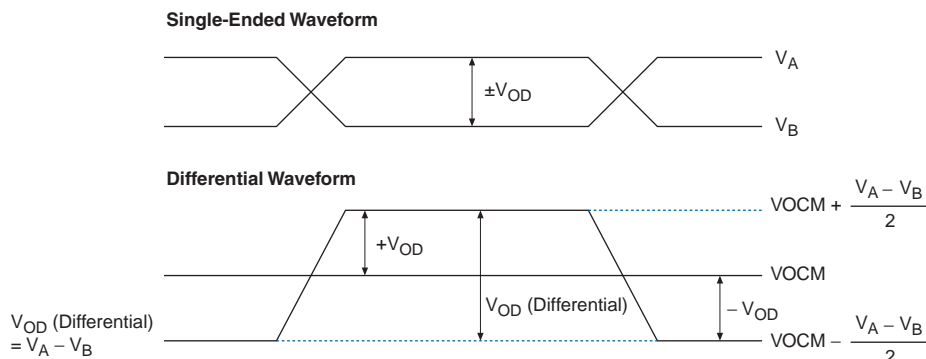 Single-Ended Waveform
V_A
±V_OD
V_B
Differential Waveform
VOCM + V_A – V_B
2
+V_OD
VOCM
V_OD (Differential)
– V_OD
V_OD (Differential)
= V_A – V_B
VOCM – V_A – V_B
2